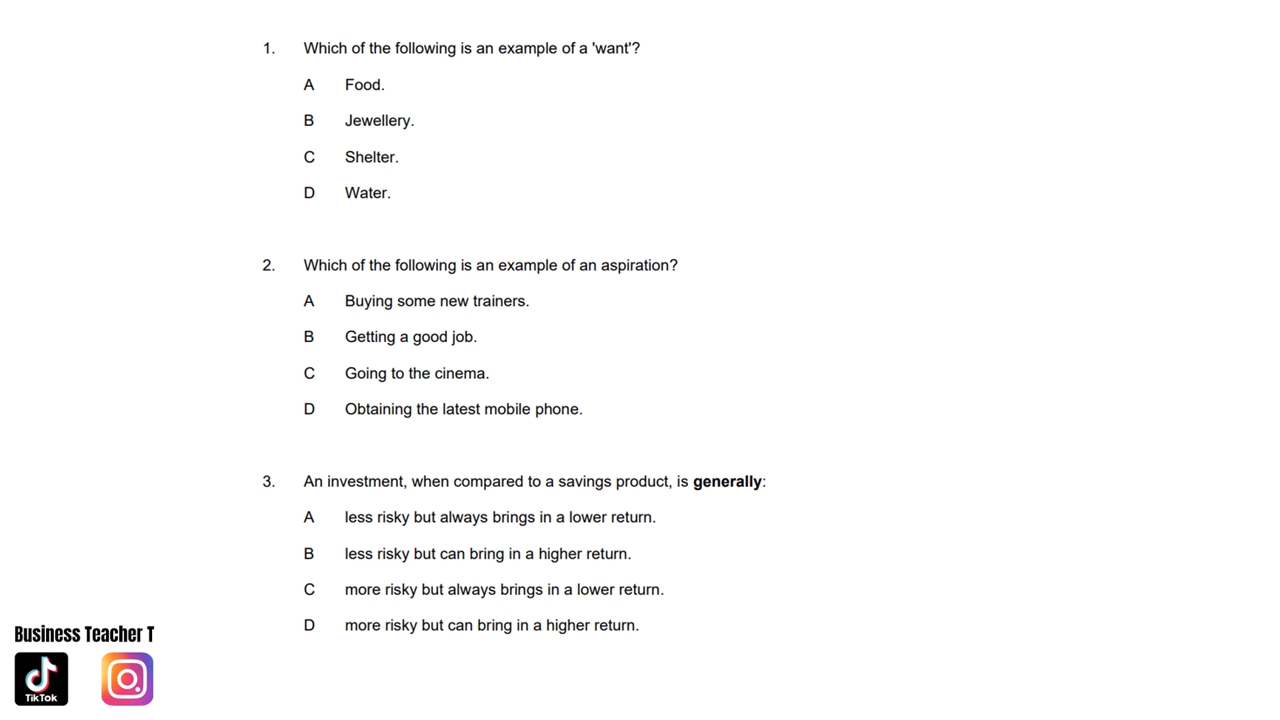 1. Which of the following is an example of a 'want'?
A Food.
B Jewellery.
C Shelter.
D Water.
2. Which of the following is an example of an aspiration?
A Buying some new trainers.
B Getting a good job.
C Going to the cinema.
D Obtaining the latest mobile phone.
3. An investment, when compared to a savings product, is generally:
A less risky but always brings in a lower return.
B less risky but can bring in a higher return.
C more risky but always brings in a lower return.
D more risky but can bring in a higher return.
Business Teacher T
TikTok